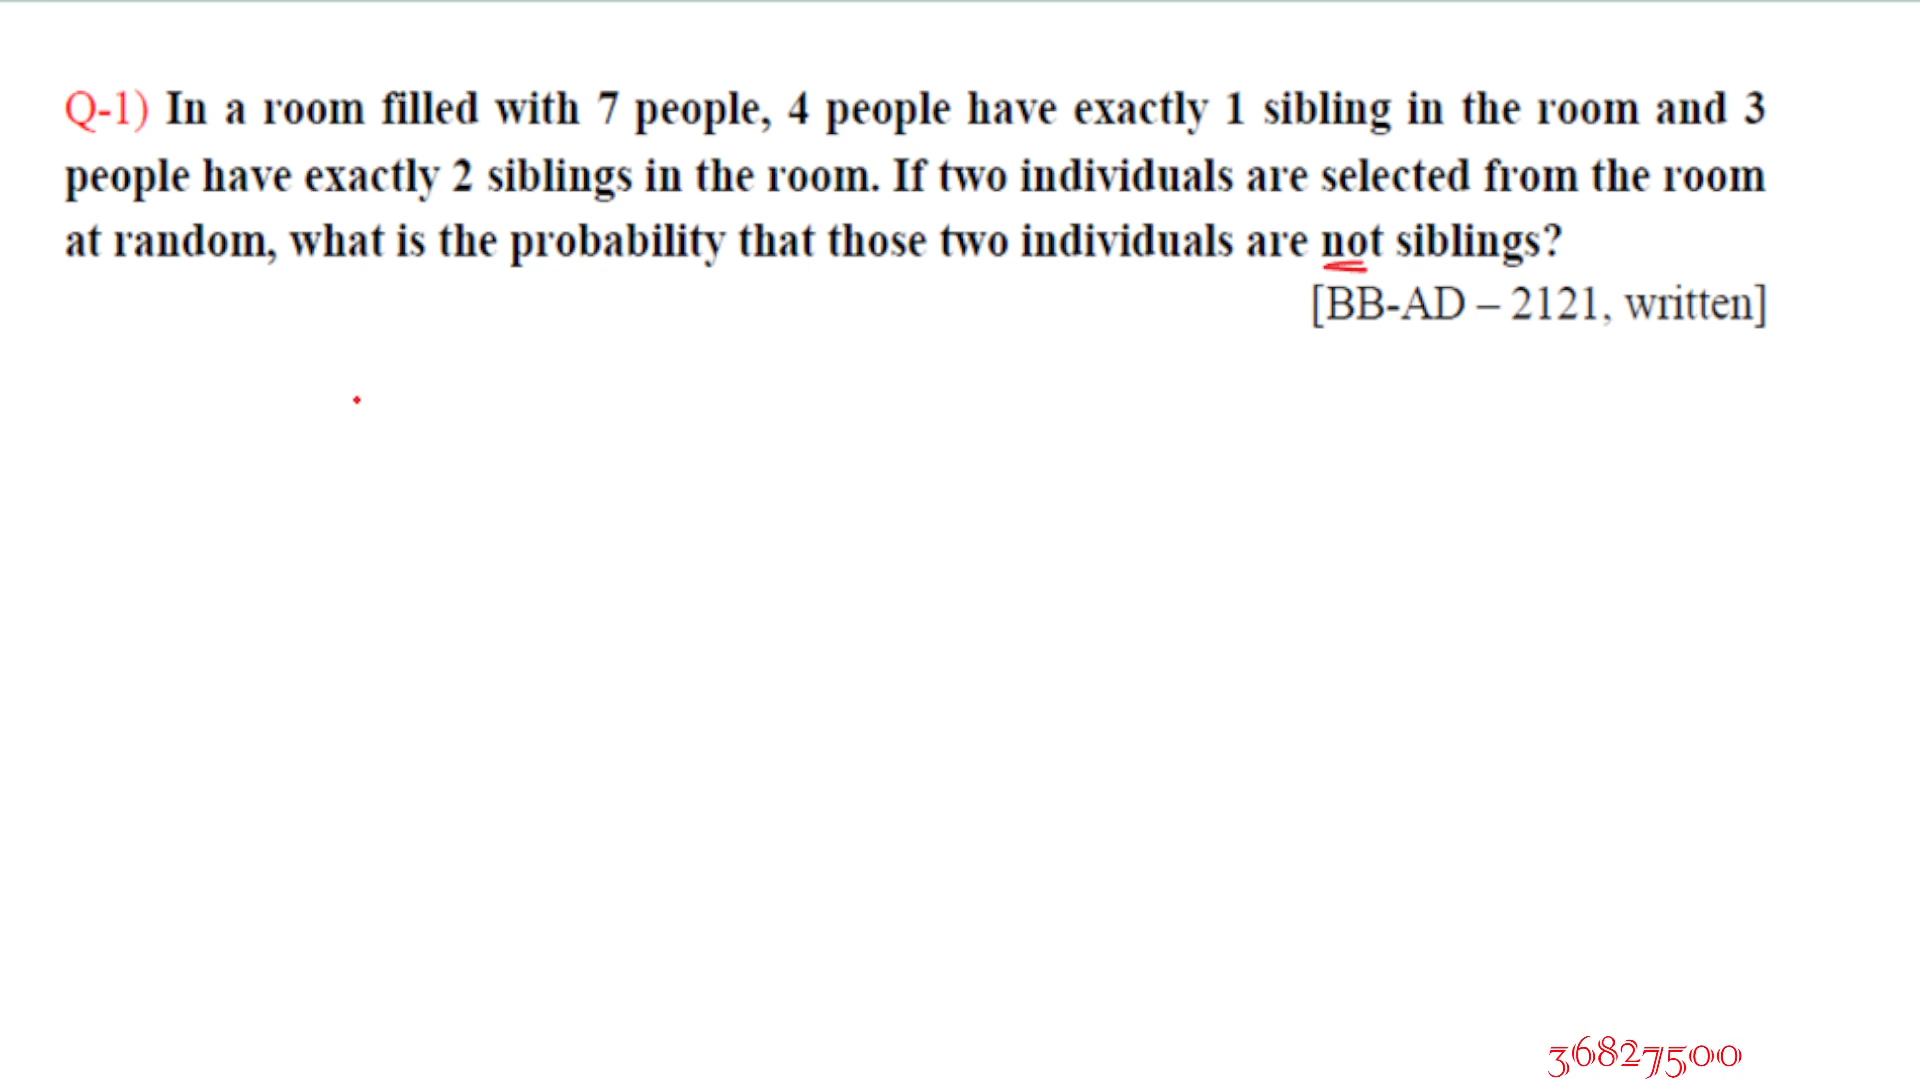 Q-1) In a room filled with 7 people, 4 people have exactly 1 sibling in the room and 3
people have exactly 2 siblings in the room. If two individuals are selected from the room
at random, what is the probability that those two individuals are not siblings?
[BB-AD – 2121, written]
36827500